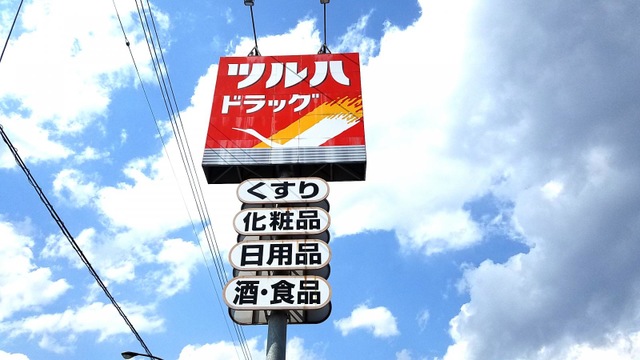 ツルハ
ドラッグ
くすり
化粧品
日用品
酒・食品